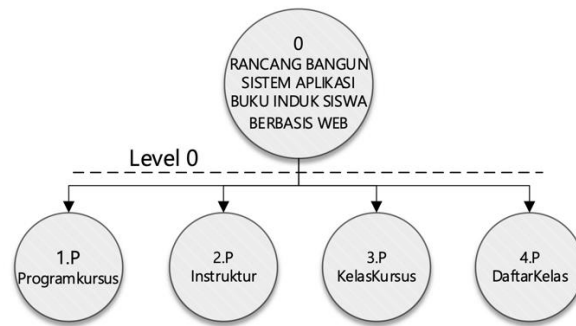 0
RANCANG BANGUN
SISTEM APLIKASI
BUKU INDUK SISWA
BERBASIS WEB
Level 0
1.P
Programkursus
2.P
Instruktur
3.P
KelasKursus
4.P
DaftarKelas